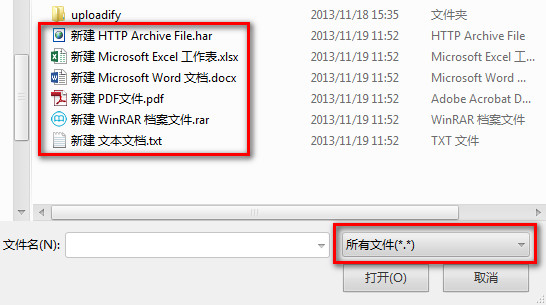 uploadify 2013/11/18 15:35 文件夹
新建 HTTP Archive File.har 2013/11/19 11:52 HTTP Archive File
新建 Microsoft Excel 工作表.xlsx 2013/11/19 11:52 Microsoft Excel 工...
新建 Microsoft Word 文档.docx 2013/11/19 11:52 Microsoft Word ...
新建 PDF文件.pdf 2013/11/19 11:52 Adobe Acrobat D...
新建 WinRAR 档案文件.rar 2013/11/19 11:52 WinRAR 档案文件
新建 文本文档.txt 2013/11/19 11:52 TXT 文件
文件名(N): 所有文件(*.*)
打开(O) 取消